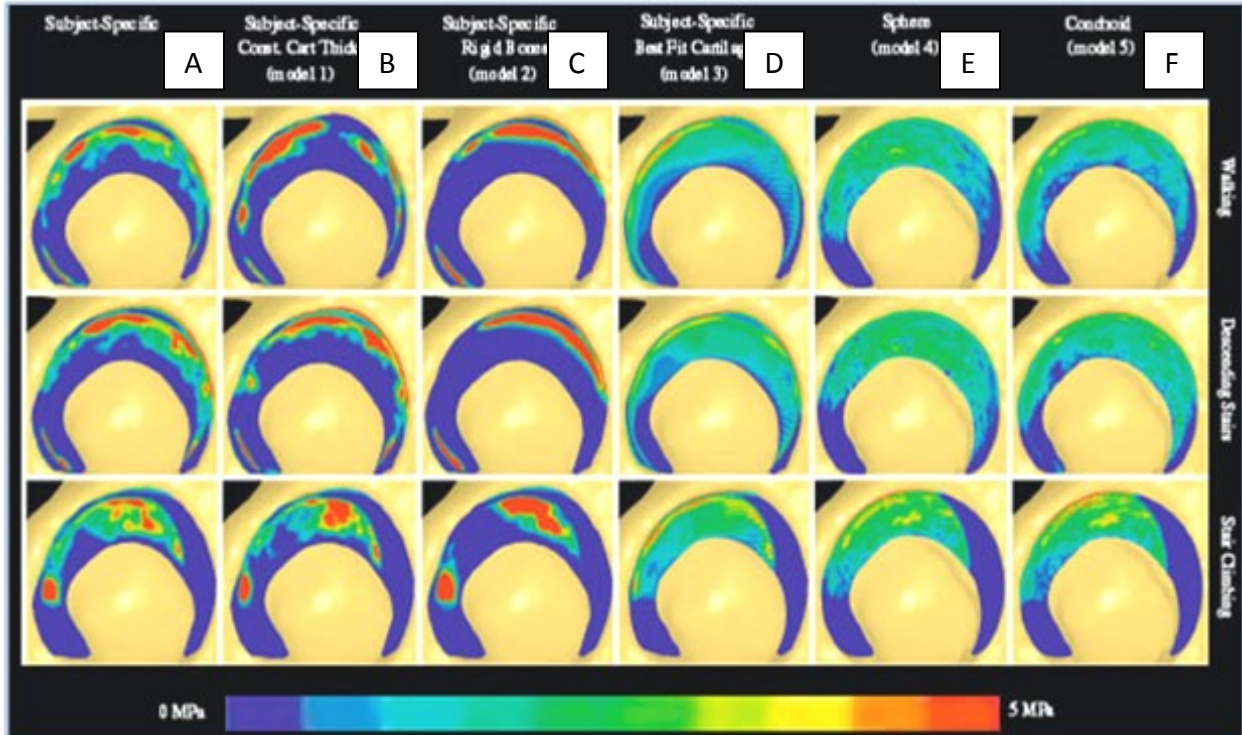 Subject-Specific
A
Subject-Specific
Const. Cart Thick
(model 1)
B
Subject-Specific
Rigid Bones
(model 2)
C
Subject-Specific
Best Fit Cartilag
(model 3)
D
Sphere
(model 4)
E
Conchoid
(model 5)
F
Walking
Descending Stairs
Stair Climbing
0 MPa
5 MPa